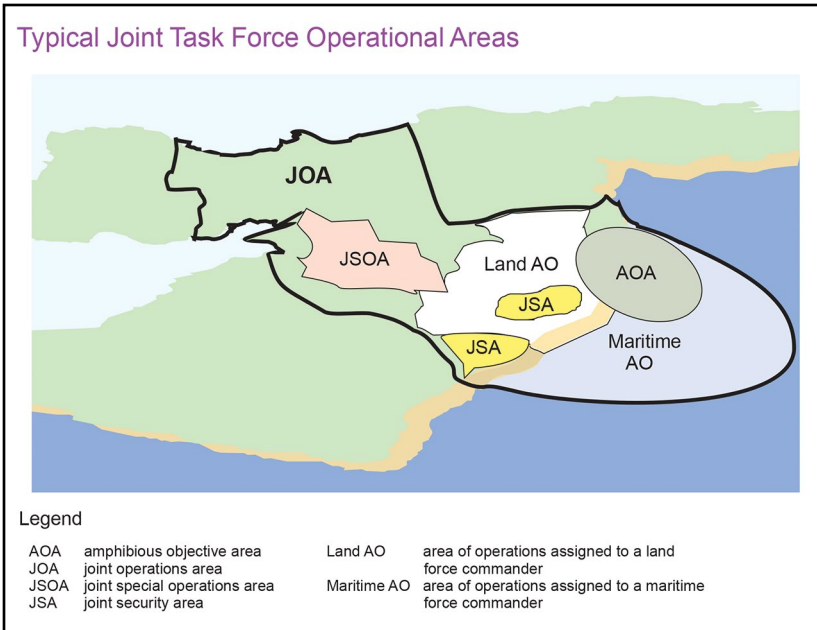 Typical Joint Task Force Operational Areas
JOA
JSOA
Land AO
AOA
JSA
JSA
Maritime
AO
Legend
AOA amphibious objective area
JOA joint operations area
JSOA joint special operations area
JSA joint security area
Land AO area of operations assigned to a land
force commander
Maritime AO area of operations assigned to a maritime
force commander